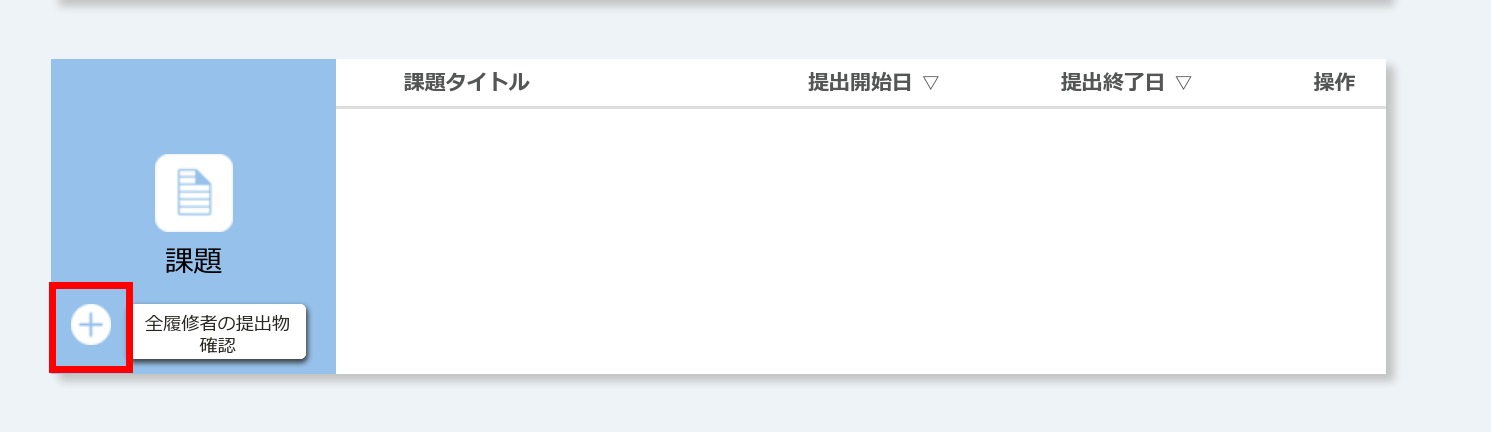 課題タイトル
提出開始日 ▽
提出終了日 ▽
操作
課題
全履修者の提出物
確認